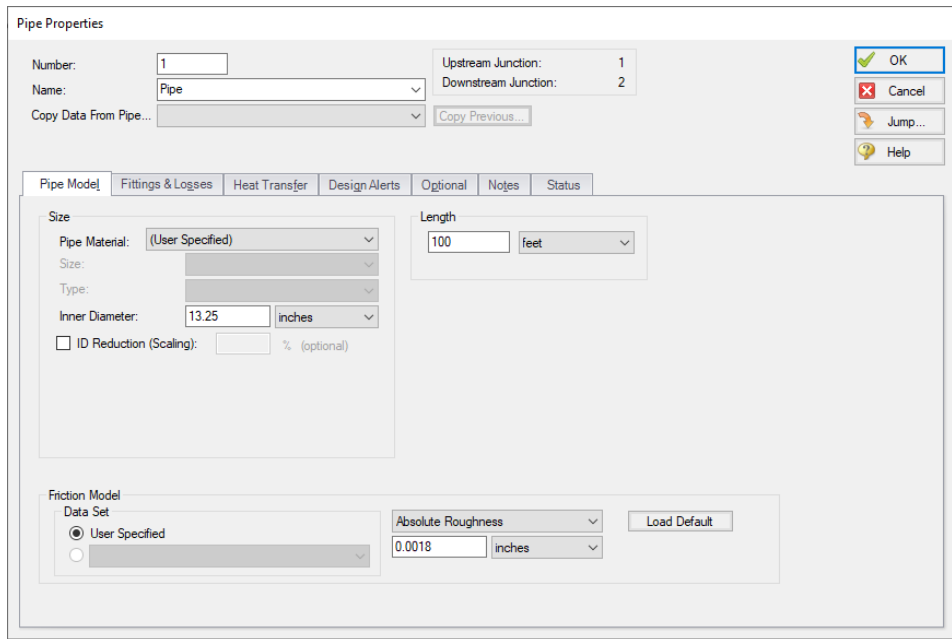 Pipe Properties
Number: 1
Name: Pipe
Copy Data From Pipe... Copy Previous...
Upstream Junction: 1
Downstream Junction: 2
OK
Cancel
Jump...
Help
Pipe Model Fittings & Losses Heat Transfer Design Alerts Optional Notes Status
Size
Pipe Material: (User Specified)
Size:
Type:
Inner Diameter: 13.25 inches
ID Reduction (Scaling): % (optional)
Length
100 feet
Friction Model
Data Set
User Specified
Absolute Roughness Load Default
0.0018 inches